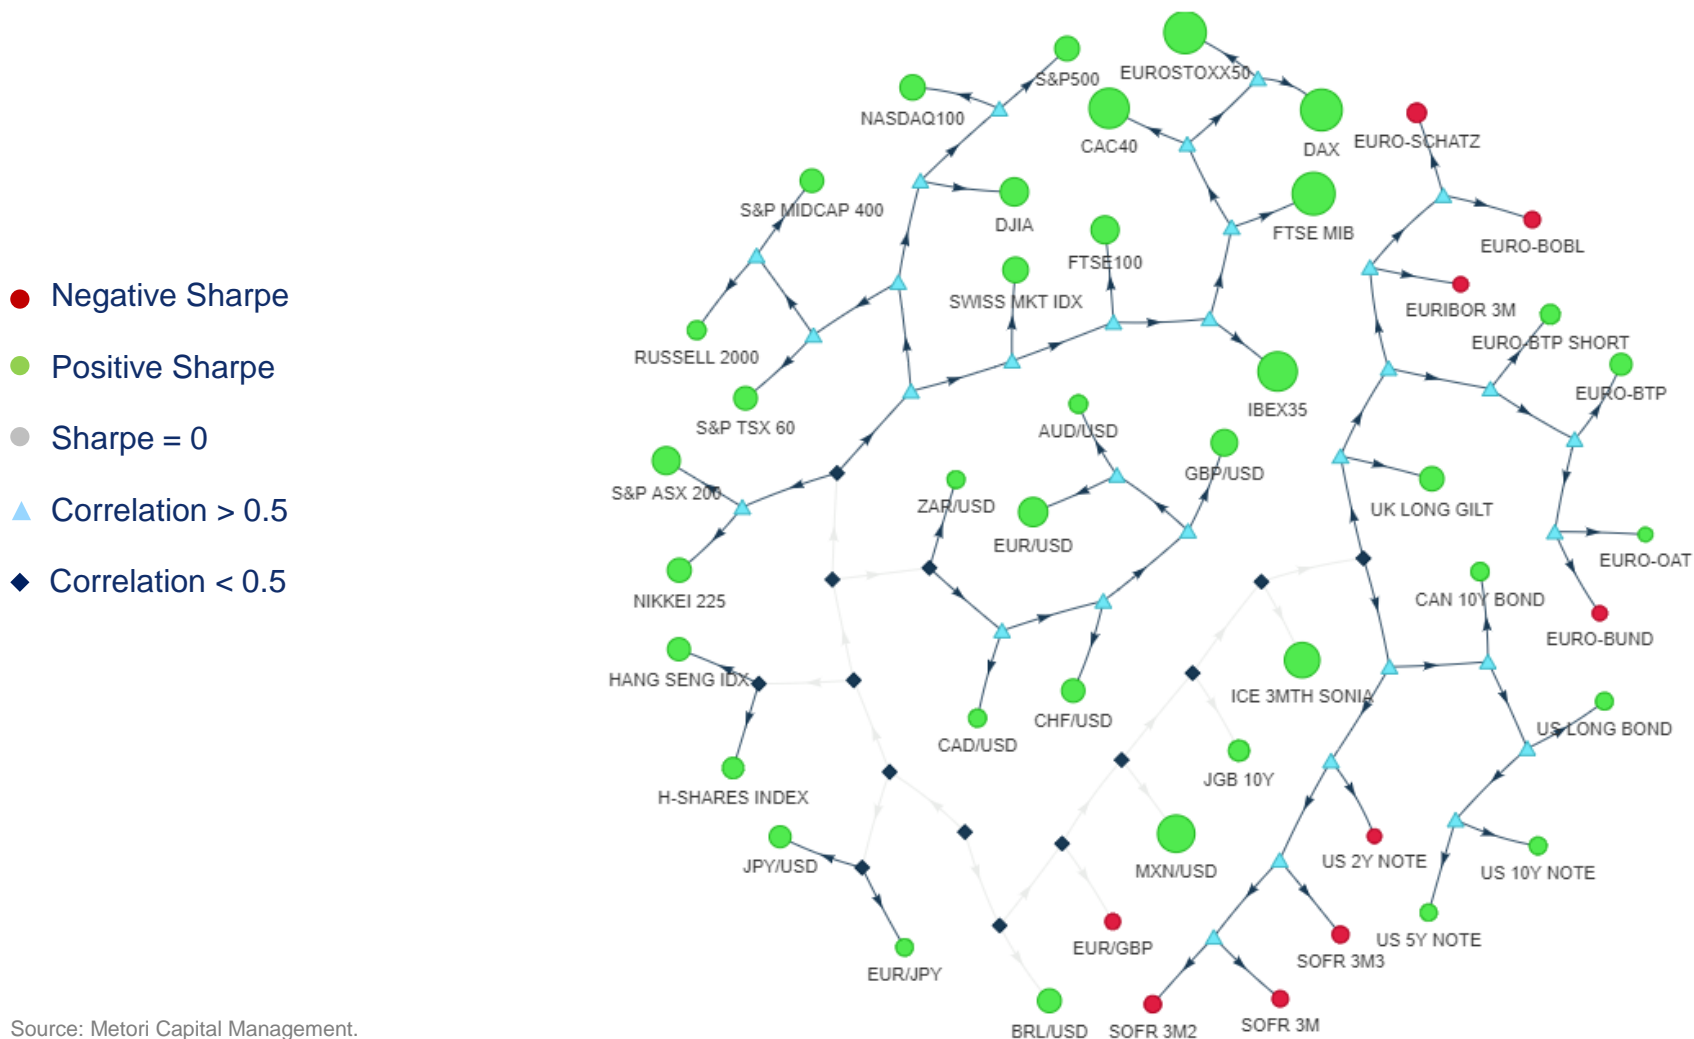 Negative Sharpe
Positive Sharpe
Sharpe = 0
Correlation > 0.5
Correlation < 0.5
S&P500
EUROSTOXX50
NASDAQ100
CAC40
DAX
EURO-SCHATZ
S&P MIDCAP 400
DJIA
FTSE MIB
EURO-BOBL
FTSE100
SWISS MKT IDX
EURIBOR 3M
EURO-BTP SHORT
RUSSELL 2000
EURO-BTP
IBEX35
S&P TSX 60
AUD/USD
GBP/USD
S&P ASX 200
ZAR/USD
UK LONG GILT
EUR/USD
EURO-OAT
NIKKEI 225
CAN 10Y BOND
EURO-BUND
HANG SENG IDX
ICE 3MTH SONIA
CHF/USD
US LONG BOND
CAD/USD
JGB 10Y
H-SHARES INDEX
US 2Y NOTE
JPY/USD
MXN/USD
US 10Y NOTE
US 5Y NOTE
EUR/GBP
SOFR 3M3
EUR/JPY
SOFR 3M
BRL/USD
SOFR 3M2
Source: Metori Capital Management.